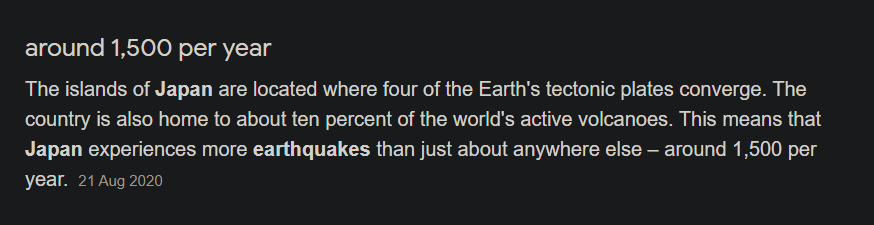 around 1,500 per year
The islands of Japan are located where four of the Earth's tectonic plates converge. The
country is also home to about ten percent of the world's active volcanoes. This means that
Japan experiences more earthquakes than just about anywhere else – around 1,500 per
year. 21 Aug 2020